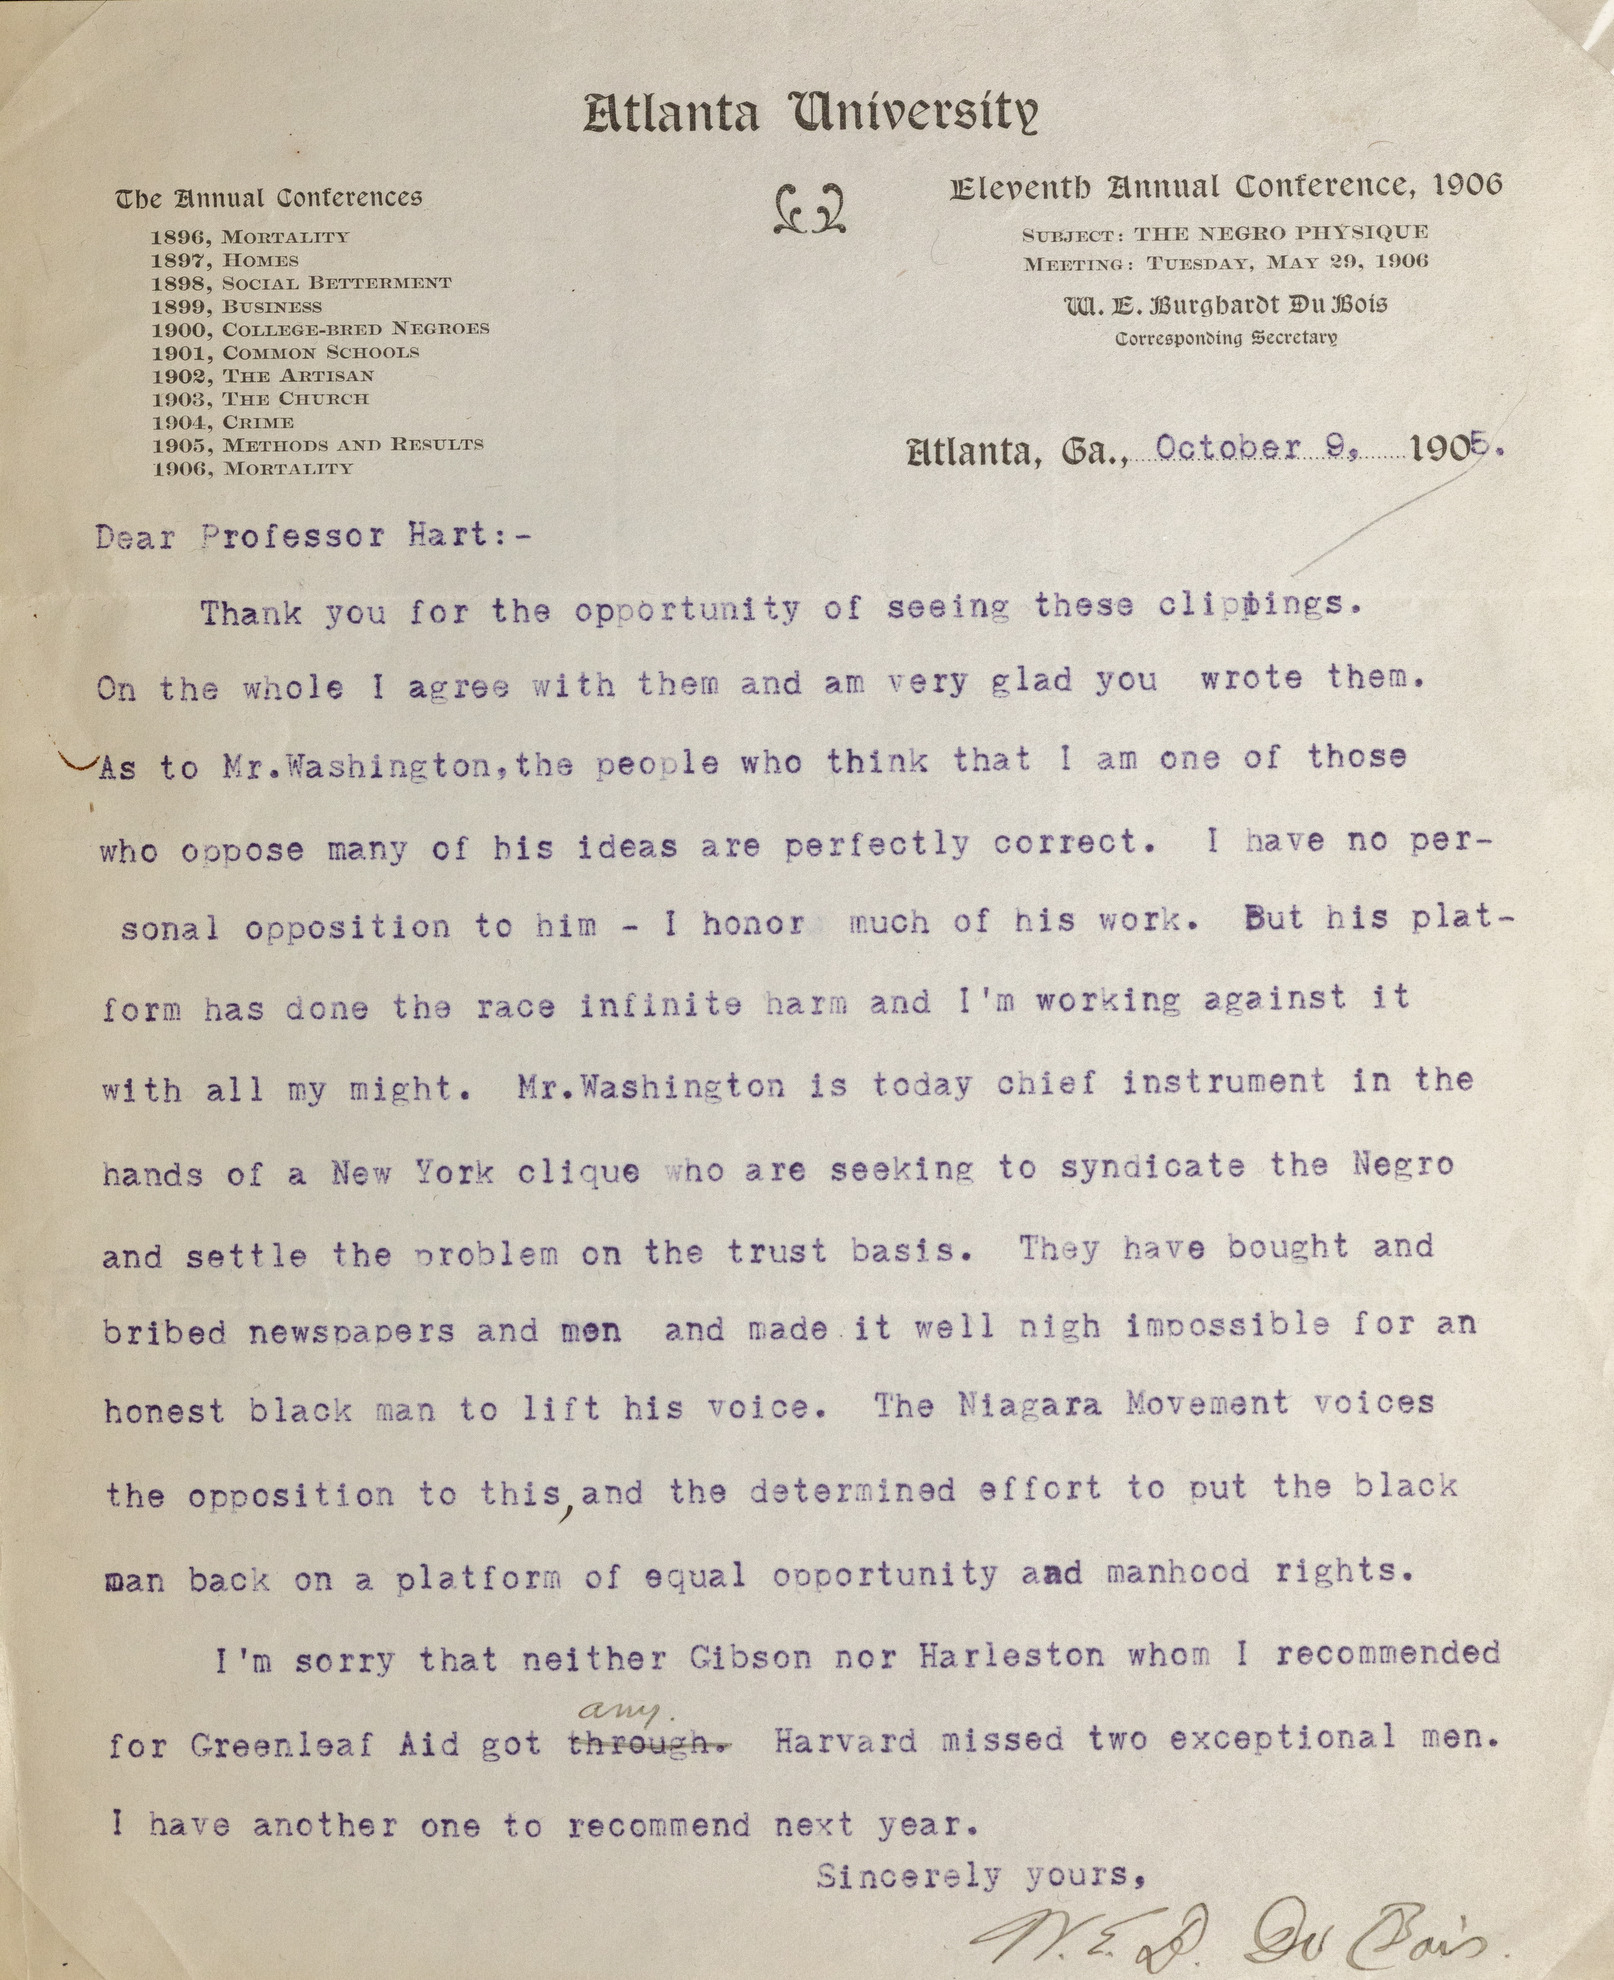 Atlanta University
The Annual Conferences
1896, Mortality
1897, Homes
1898, Social Betterment
1899, Business
1900, College-bred Negroes
1901, Common Schools
1902, The Artisan
1903, The Church
1904, Crime
1905, Methods and Results
1906, Mortality
Eleventh Annual Conference, 1906
Subject: THE NEGRO PHYSIQUE
Meeting: Tuesday, May 29, 1906
W. E. Burghardt Du Bois
Corresponding Secretary
Atlanta, Ga., October 9, 1905.
Dear Professor Hart:-
Thank you for the opportunity of seeing these clippings.
On the whole I agree with them and am very glad you wrote them.
As to Mr.Washington,the people who think that I am one of those
who oppose many of his ideas are perfectly correct. I have no per-
sonal opposition to him - I honor much of his work. But his plat-
form has done the race infinite harm and I'm working against it
with all my might. Mr.Washington is today chief instrument in the
hands of a New York clique who are seeking to syndicate the Negro
and settle the problem on the trust basis. They have bought and
bribed newspapers and men and made it well nigh impossible for an
honest black man to lift his voice. The Niagara Movement voices
the opposition to this, and the determined effort to put the black
man back on a platform of equal opportunity and manhood rights.
I'm sorry that neither Gibson nor Harleston whom I recommended
any.
for Greenleaf Aid got through. Harvard missed two exceptional men.
I have another one to recommend next year.
Sincerely yours,
W. E. B. Du Bois.